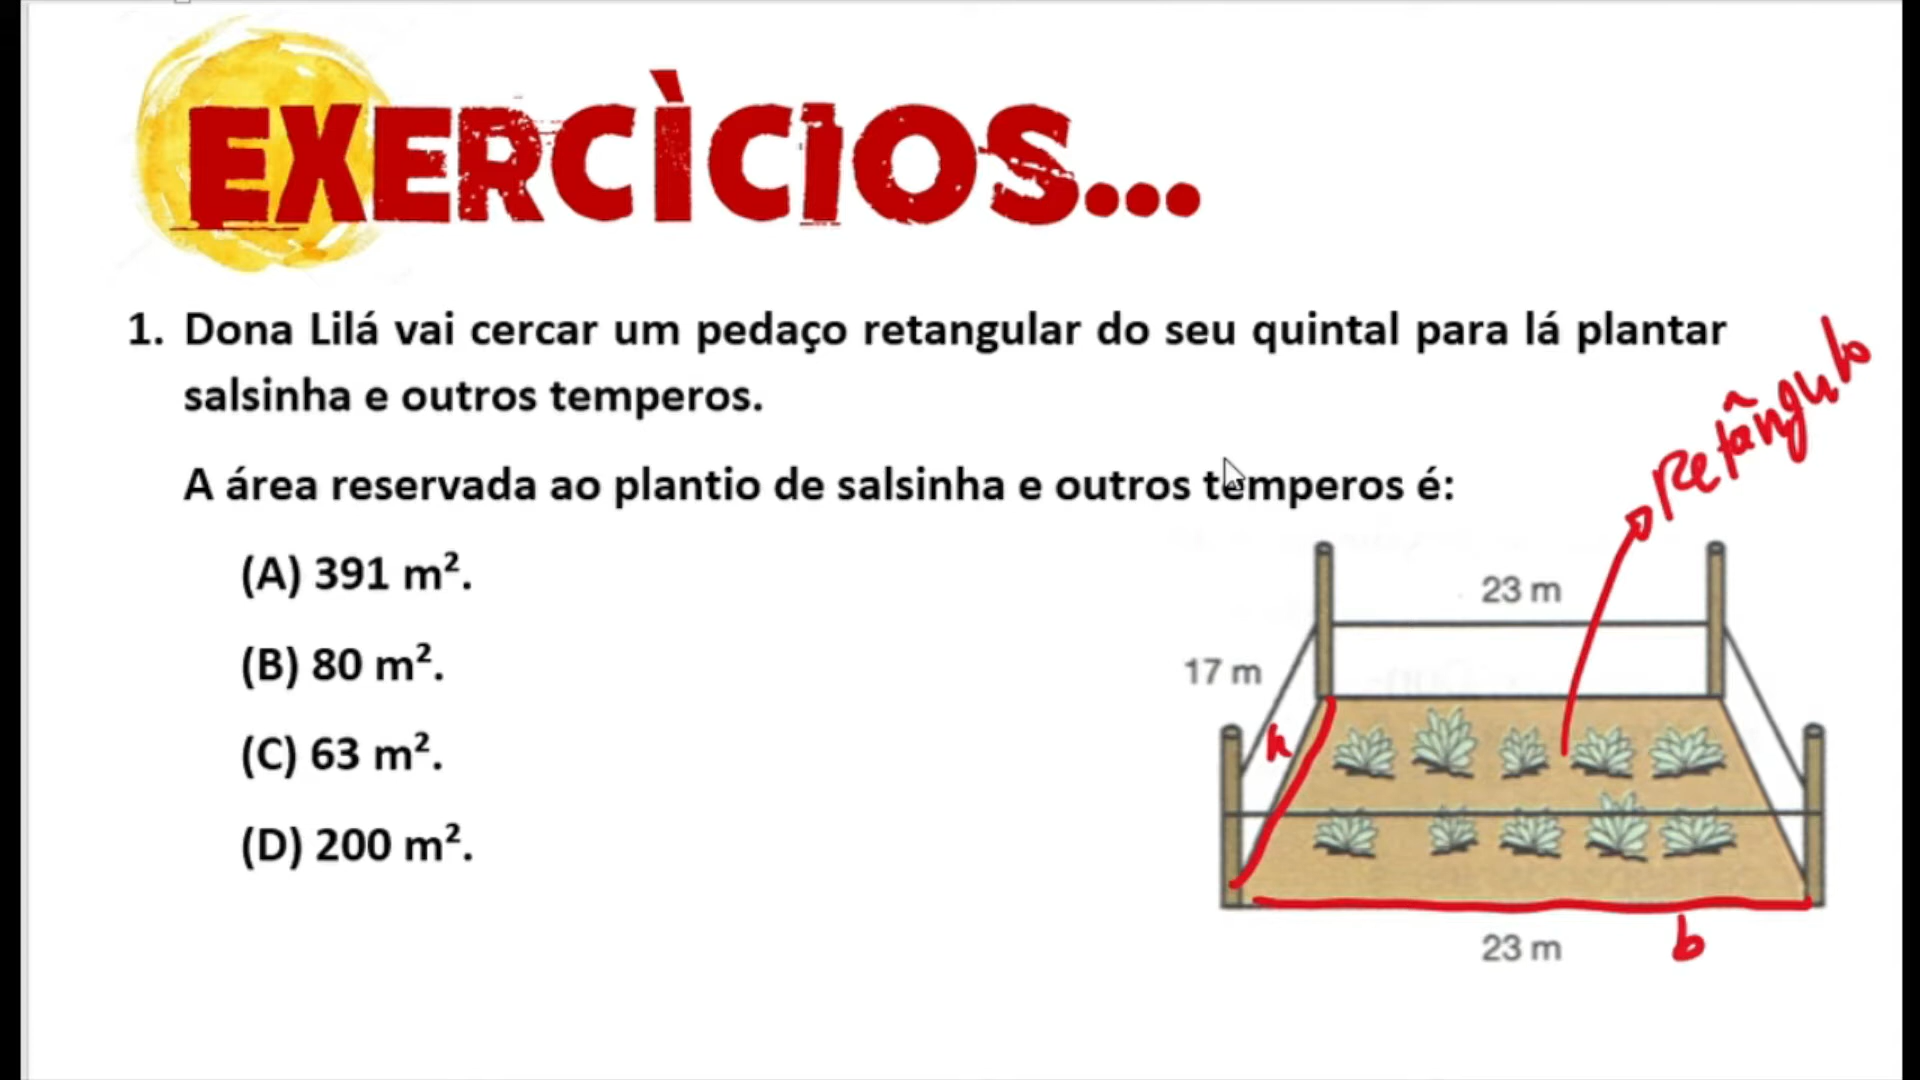 EXERCÌCIOS...
1. Dona Lilá vai cercar um pedaço retangular do seu quintal para lá plantar
salsinha e outros temperos.
A área reservada ao plantio de salsinha e outros temperos é:
(A) 391 m².
(B) 80 m².
(C) 63 m².
(D) 200 m².
Retângulo
23 m
17 m
h
23 m
b